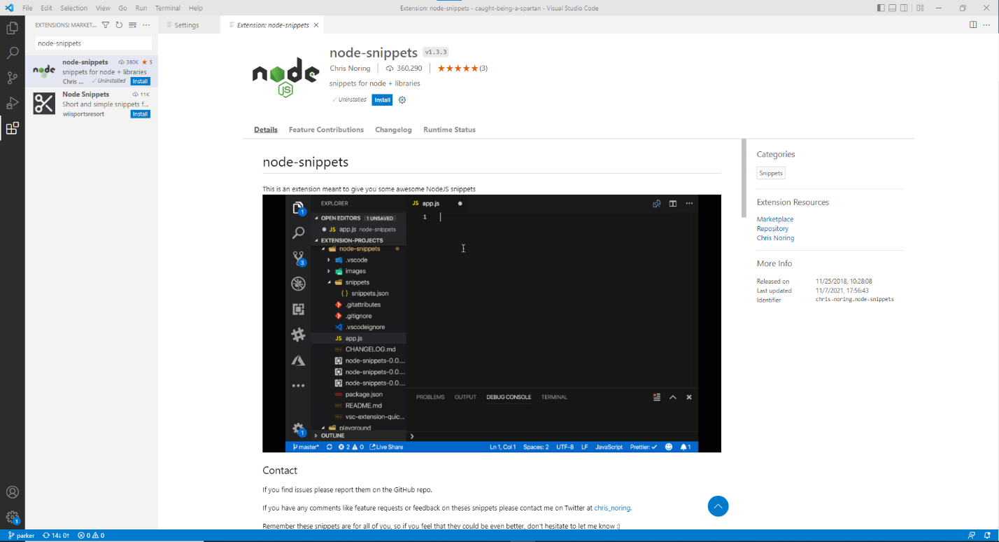 File Edit Selection View Go Run Terminal Help
Extension: node-snippets - caught-being-a-spartan - Visual Studio Code
EXTENSIONS: MARKET...
Settings
Extension: node-snippets
node-snippets
node-snippets 360K 5
snippets for node + libraries
Chris ... Uninstalled Install
Node Snippets 11K
Short and simple snippets f...
wiisportsresort Install
node
JS
node-snippets v1.3.3
Chris Noring 360,290 (3)
snippets for node + libraries
Uninstalled Install
Details Feature Contributions Changelog Runtime Status
node-snippets
This is an extension meant to give you some awesome NodeJS snippets
EXPLORER
OPEN EDITORS 1 UNSAVED
JS app.js node-snippets
EXTENSION-PROJECTS
node-snippets
.vscode
images
snippets
{ } snippets.json
.gitattributes
.gitignore
.vscodeignore
JS app.js
CHANGELOG.md
node-snippets-0.0....
node-snippets-0.0....
node-snippets-0.0....
package.json
README.md
vsc-extension-quic...
playground
OUTLINE
1
3
1
JS app.js
1
PROBLEMS OUTPUT DEBUG CONSOLE TERMINAL
master* 2 0 Live Share Ln 1, Col 1 Spaces: 2 UTF-8 LF JavaScript Prettier: 1
Contact
If you find issues please report them on the GitHub repo.
If you have any comments like feature requests or feedback on theses snippets please contact me on Twitter at chris_noring.
Remember these snippets are for all of you, so if you feel that they could be even better, don't hesitate to let me know :)
Categories
Snippets
Extension Resources
Marketplace
Repository
Chris Noring
More Info
Released on 11/25/2018, 10:28:08
Last updated 11/7/2021, 17:56:43
Identifier chris-noring.node-snippets
1
parker 14↓ 0↑ 0 0